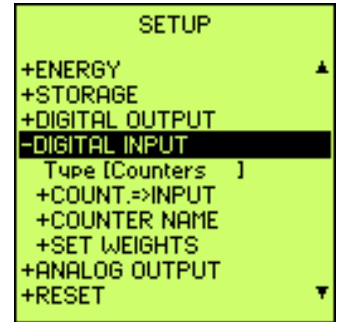 SETUP
+ENERGY
+STORAGE
+DIGITAL OUTPUT
-DIGITAL INPUT
Type [Counters ]
+COUNT.=>INPUT
+COUNTER NAME
+SET WEIGHTS
+ANALOG OUTPUT
+RESET